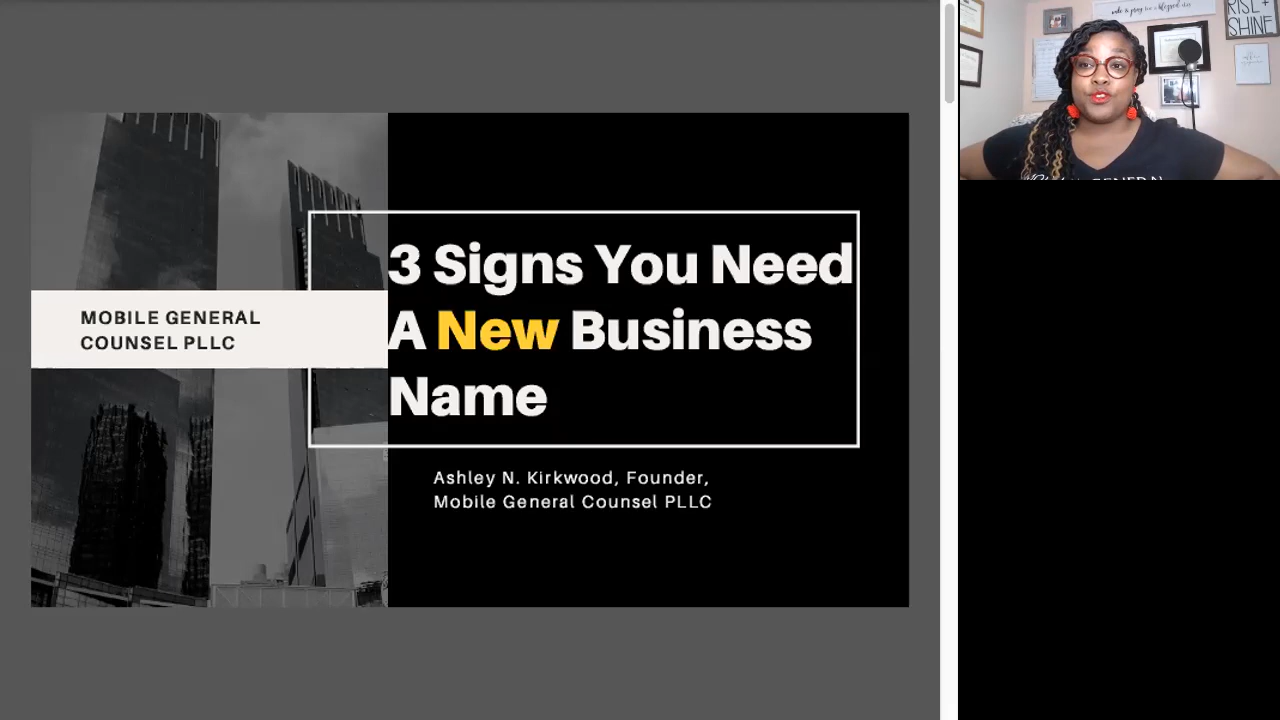 MOBILE GENERAL
COUNSEL PLLC
3 Signs You Need
A New Business
Name
Ashley N. Kirkwood, Founder,
Mobile General Counsel PLLC
RISE +
SHINE